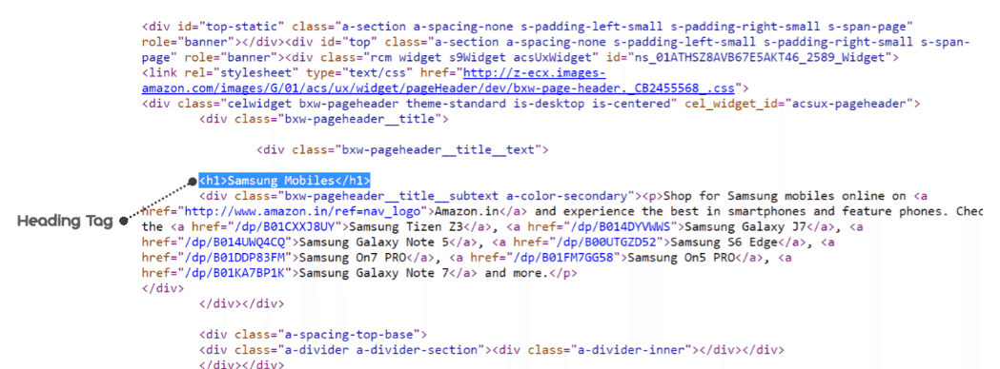 <div id="top-static" class="a-section a-spacing-none s-padding-left-small s-padding-right-small s-span-page"
role="banner"></div><div id="top" class="a-section a-spacing-none s-padding-left-small s-padding-right-small s-span-
page" role="banner"><div class="rcm widget s9Widget acsUxWidget" id="ns_01ATHSZ8AVB67E5AKT46_2589_Widget">
<link rel="stylesheet" type="text/css" href="http://z-ecx.images-
amazon.com/images/G/01/acs/ux/widget/pageHeader/dev/bxw-page-header._CB2455568_.css">
<div class="celwidget bxw-pageheader theme-standard is-desktop is-centered" cel_widget_id="acsux-pageheader">
<div class="bxw-pageheader__title">
<div class="bxw-pageheader__title__text">
<h1>Samsung Mobiles</h1>
<div class="bxw-pageheader__title__subtext a-color-secondary"><p>Shop for Samsung mobiles online on <a
Heading Tag
href="http://www.amazon.in/ref=nav_logo">Amazon.in</a> and experience the best in smartphones and feature phones. Chec
the <a href="/dp/B01CXXJ8UY">Samsung Tizen Z3</a>, <a href="/dp/B014DYVWWS">Samsung Galaxy J7</a>, <a
href="/dp/B014UWQ4CQ">Samsung Galaxy Note 5</a>, <a href="/dp/B00UTGZD52">Samsung S6 Edge</a>, <a
href="/dp/B01DDP83FM">Samsung On7 PRO</a>, <a href="/dp/B01FM7GG58">Samsung On5 PRO</a>, <a
href="/dp/B01KA7BP1K">Samsung Galaxy Note 7</a> and more.</p>
</div>
</div></div>
<div class="a-spacing-top-base">
<div class="a-divider a-divider-section"><div class="a-divider-inner"></div></div>
</div></div>